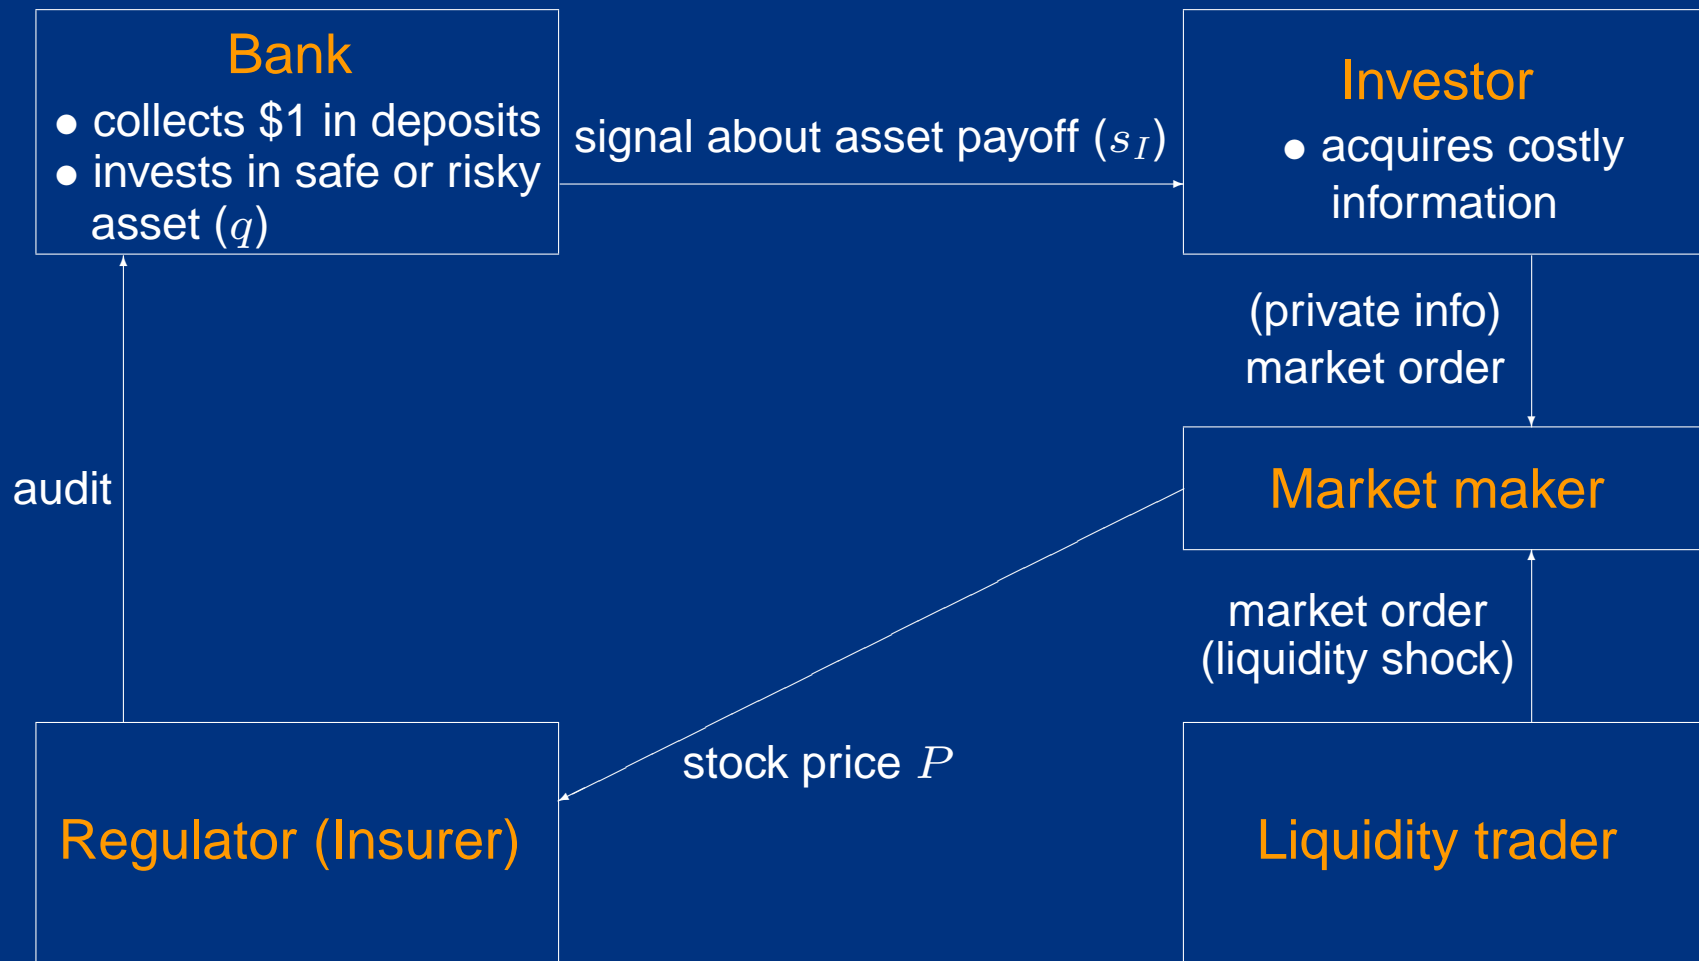 Bank
• collects $1 in deposits
• invests in safe or risky
asset (q)
signal about asset payoff (s_I)
Investor
• acquires costly
information
(private info)
market order
audit
Market maker
market order
(liquidity shock)
stock price P
Regulator (Insurer)
Liquidity trader